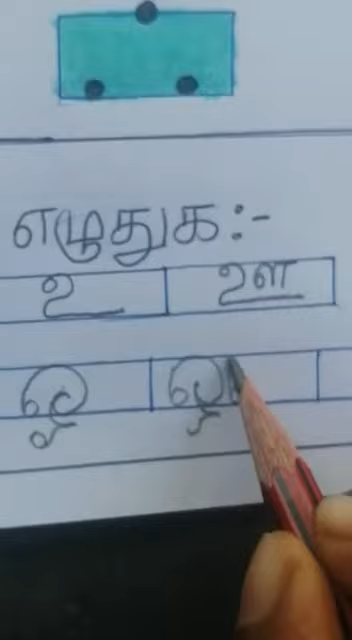 எழுதுக:-
உ ஊ
ஓ ஒ